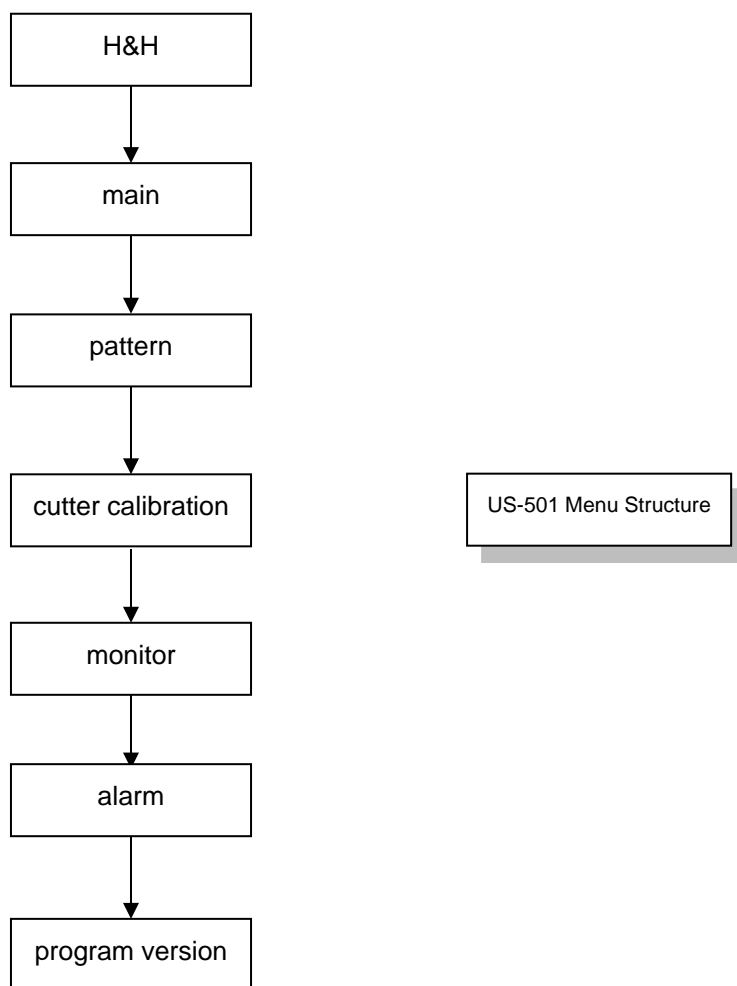 H&H
main
pattern
cutter calibration
US-501 Menu Structure
monitor
alarm
program version